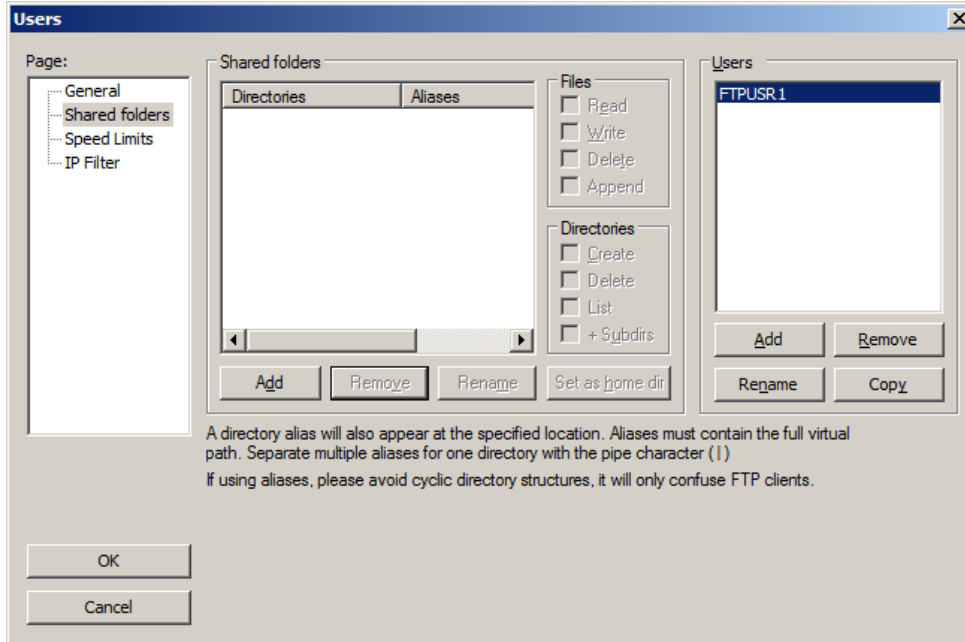 Users
Page:
General
Shared folders
Speed Limits
IP Filter
Shared folders
Directories Aliases
Files
Read
Write
Delete
Append
Directories
Create
Delete
List
+ Subdirs
Add Remove Rename Set as home dir
Users
FTPUSR1
Add Remove
Rename Copy
A directory alias will also appear at the specified location. Aliases must contain the full virtual
path. Separate multiple aliases for one directory with the pipe character (|)
If using aliases, please avoid cyclic directory structures, it will only confuse FTP clients.
OK
Cancel